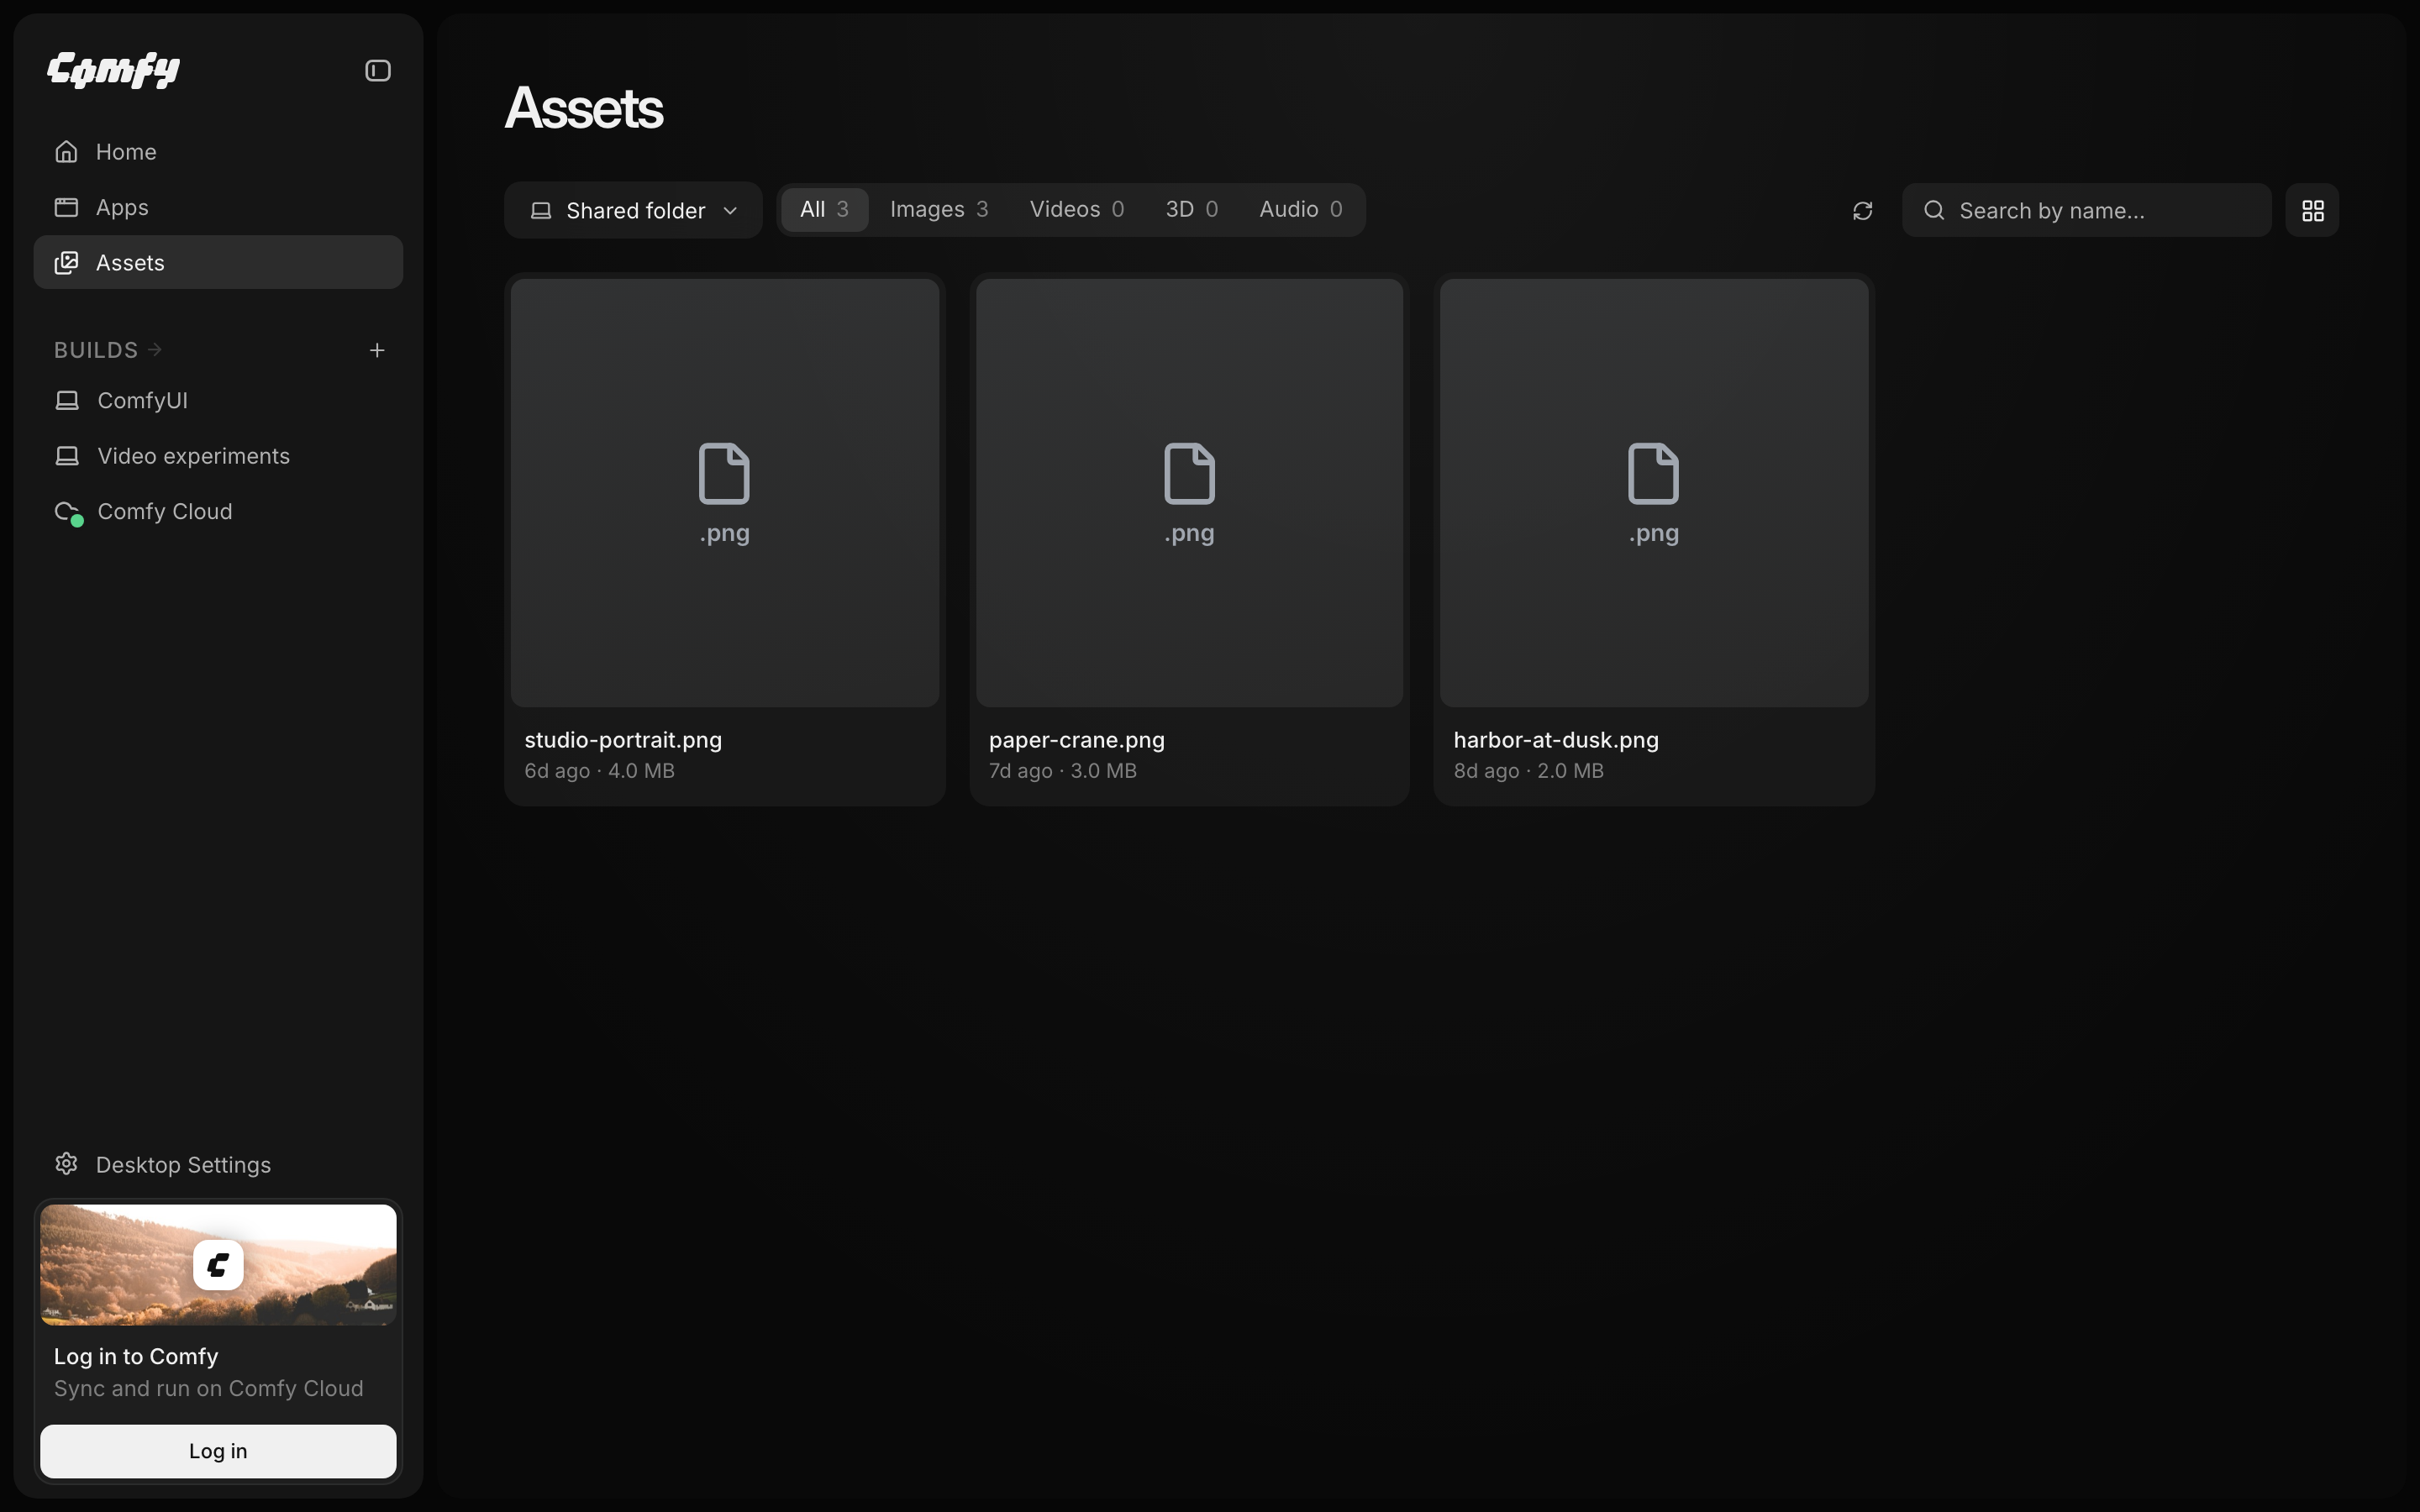 Comfy
Home
Apps
Assets
BUILDS
ComfyUI
Video experiments
Comfy Cloud
Desktop Settings
Log in to Comfy
Sync and run on Comfy Cloud
Log in
Assets
Shared folder
All 3
Images 3
Videos 0
3D 0
Audio 0
Search by name...
.png
studio-portrait.png
6d ago · 4.0 MB
.png
paper-crane.png
7d ago · 3.0 MB
.png
harbor-at-dusk.png
8d ago · 2.0 MB